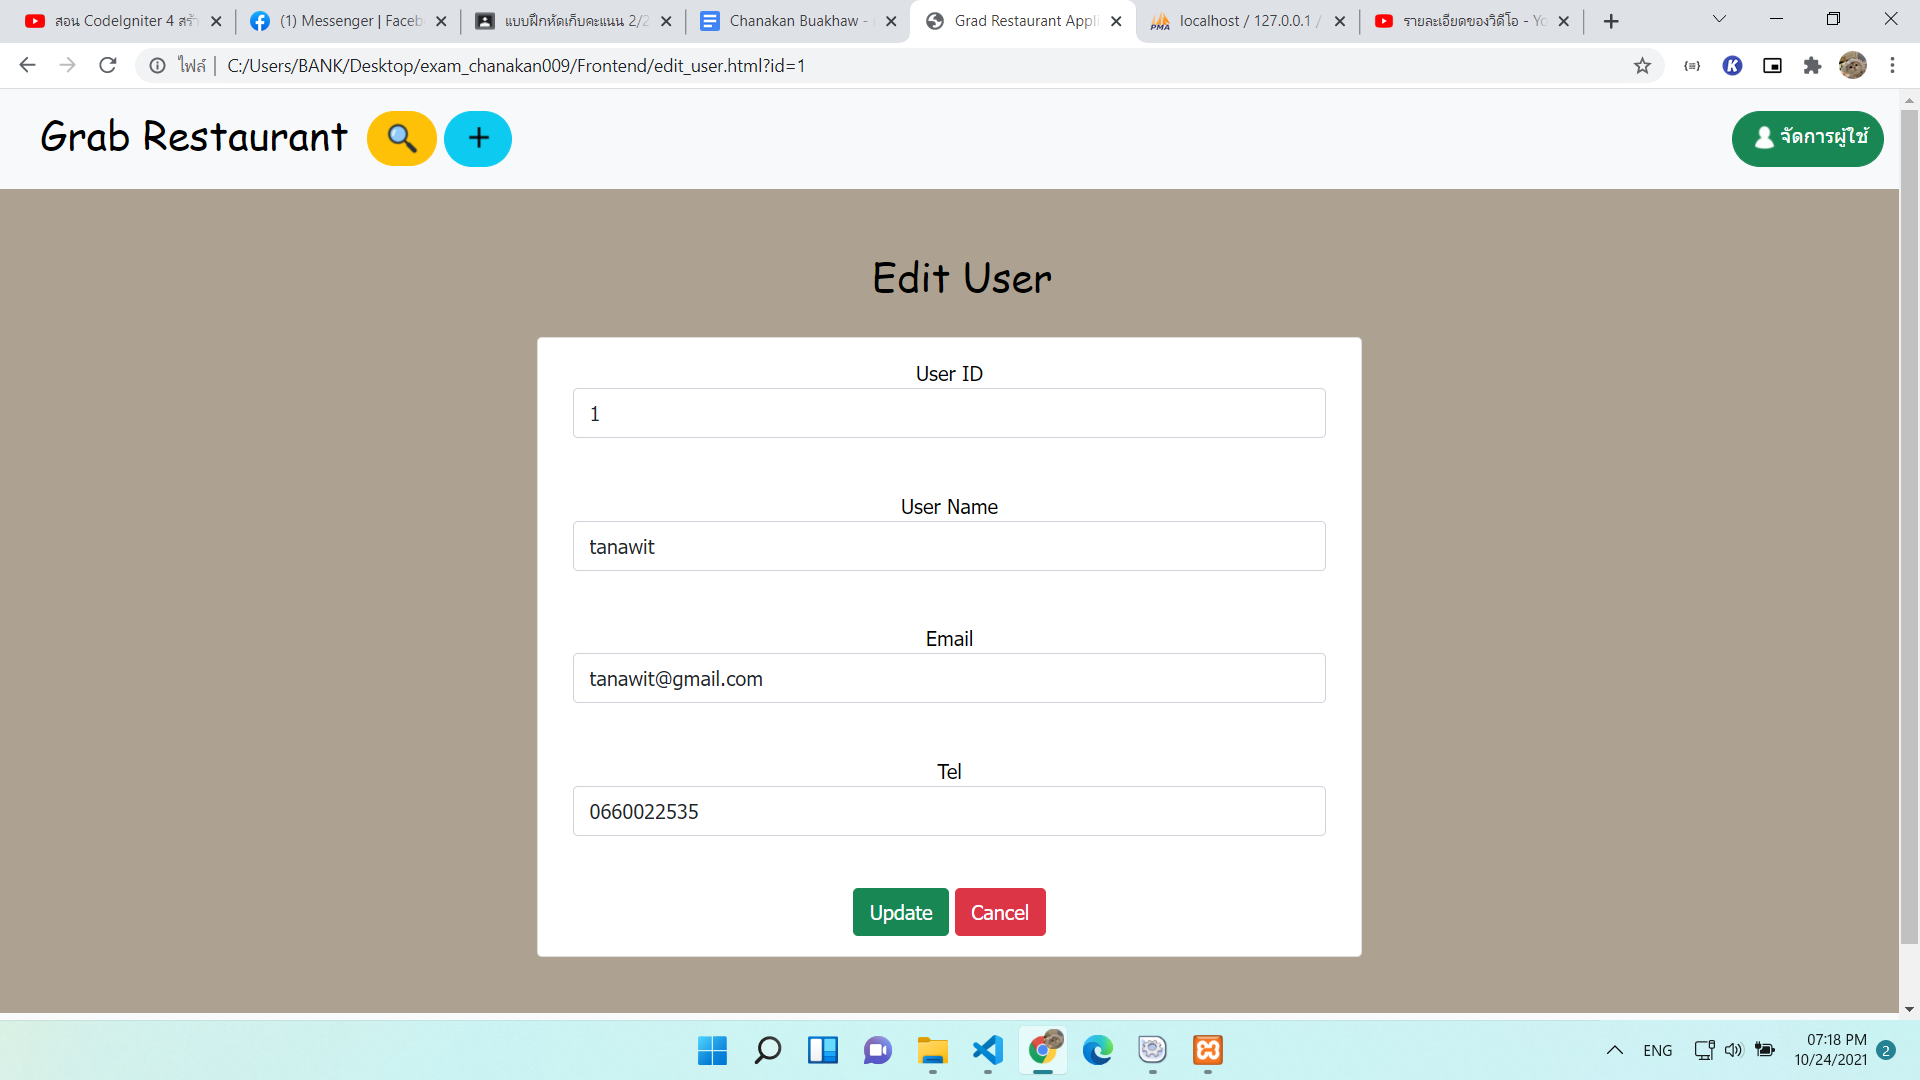 สอน CodeIgniter 4 สร้า
(1) Messenger | Faceb
แบบฝึกหัดเก็บคะแนน 2/2
Chanakan Buakhaw -
Grad Restaurant Appli
localhost / 127.0.0.1 /
รายละเอียดของวิดีโอ - Yo
ไฟล์ | C:/Users/BANK/Desktop/exam_chanakan009/Frontend/edit_user.html?id=1
Grab Restaurant
จัดการผู้ใช้
Edit User
User ID
1
User Name
tanawit
Email
tanawit@gmail.com
Tel
0660022535
Update Cancel
ENG
07:18 PM
10/24/2021
2